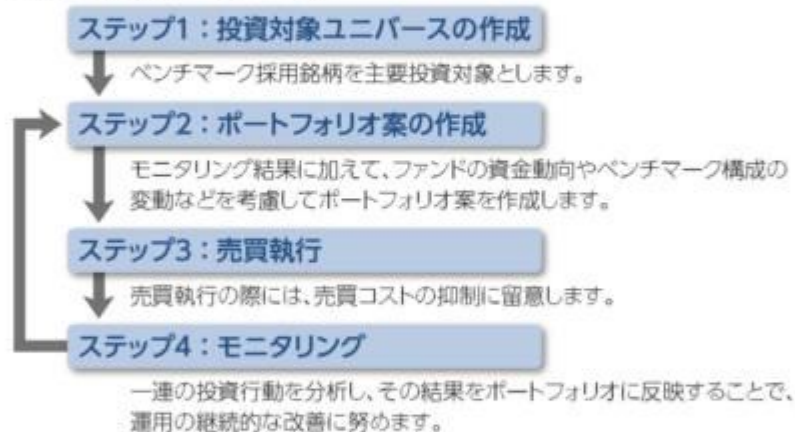 ステップ1：投資対象ユニバースの作成
ベンチマーク採用銘柄を主要投資対象とします。
ステップ2：ポートフォリオ案の作成
モニタリング結果に加えて、ファンドの資金動向やベンチマーク構成の
変動などを考慮してポートフォリオ案を作成します。
ステップ3：売買執行
売買執行の際には、売買コストの抑制に留意します。
ステップ4：モニタリング
一連の投資行動を分析し、その結果をポートフォリオに反映することで、
運用の継続的な改善に努めます。